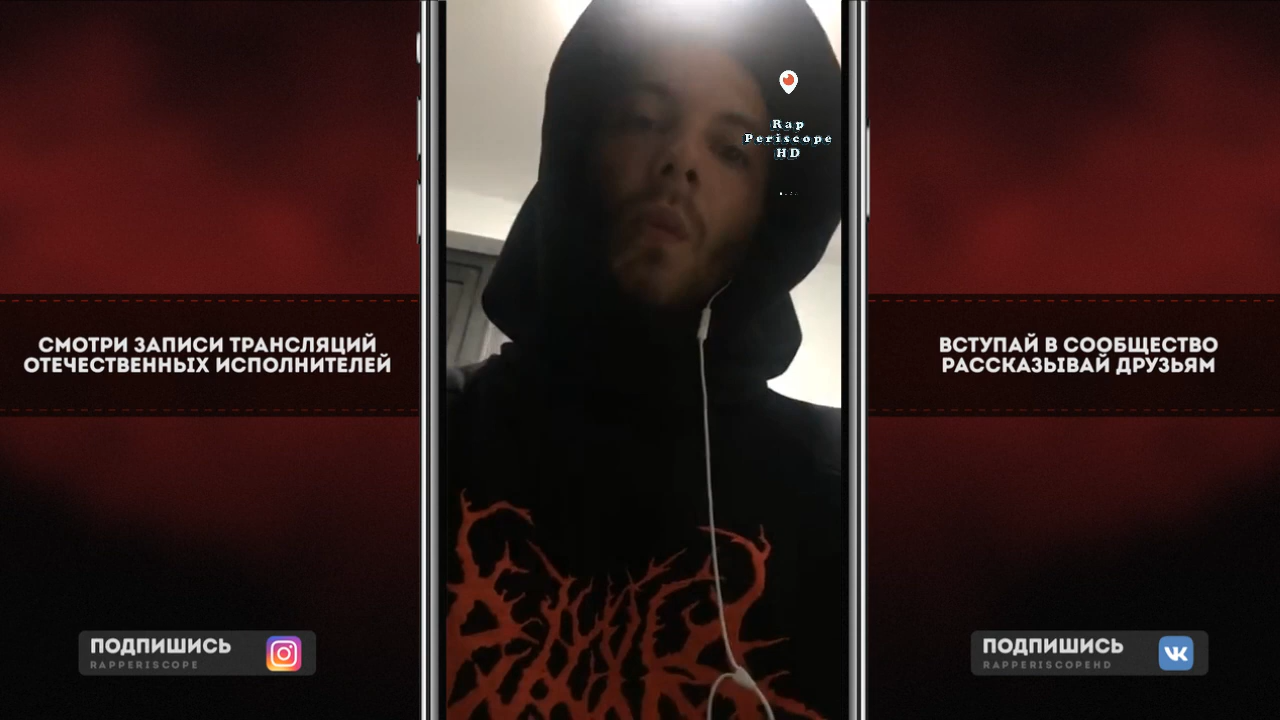 Rap
Periscope
HD
СМОТРИ ЗАПИСИ ТРАНСЛЯЦИЙ
ОТЕЧЕСТВЕННЫХ ИСПОЛНИТЕЛЕЙ
ВСТУПАЙ В СООБЩЕСТВО
РАССКАЗЫВАЙ ДРУЗЬЯМ
ПОДПИШИСЬ
RAPPERISCOPE
ПОДПИШИСЬ
RAPPERISCOPEHD